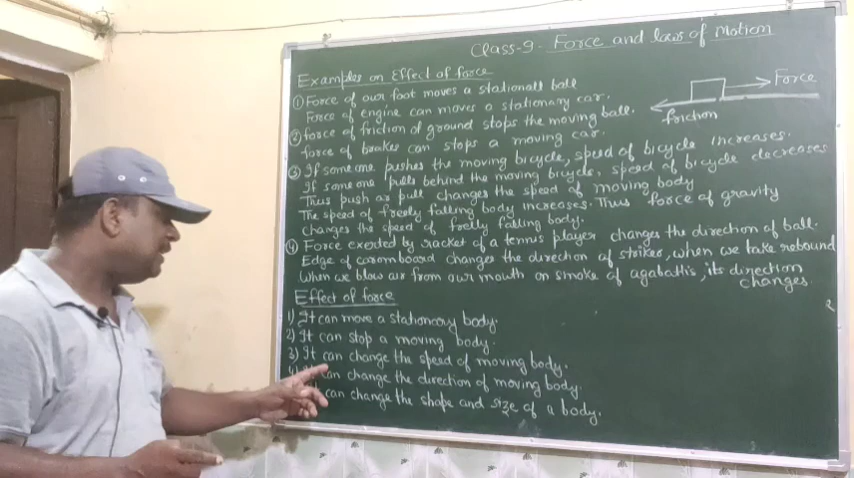 Class-9. Force and laws of Motion
Examples on Effect of force
① Force of our foot moves a stationall ball
Force of engine can moves a stationary car.
② force of friction of ground stops the moving ball.
force of brakes can stops a moving car.
③ If someone pushes the moving bicycle, speed of bicycle increases.
If someone pulls behind the moving bicycle, speed of bicycle decreases
Thus push or pull changes the speed of moving body
The speed of freely falling body increases. Thus force of gravity
changes the speed of frelly falling body.
④ Force exerted by racket of a tennis player changes the direction of ball.
Edge of caromboard changes the direction of striker, when we take rebound
When we blow air from our mouth on smoke of agabattis, its direction
changes.
Force
friction
Effect of force
1) It can move a stationary body.
2) It can stop a moving body.
3) It can change the speed of moving body.
can change the direction of moving body.
can change the shape and size of a body.